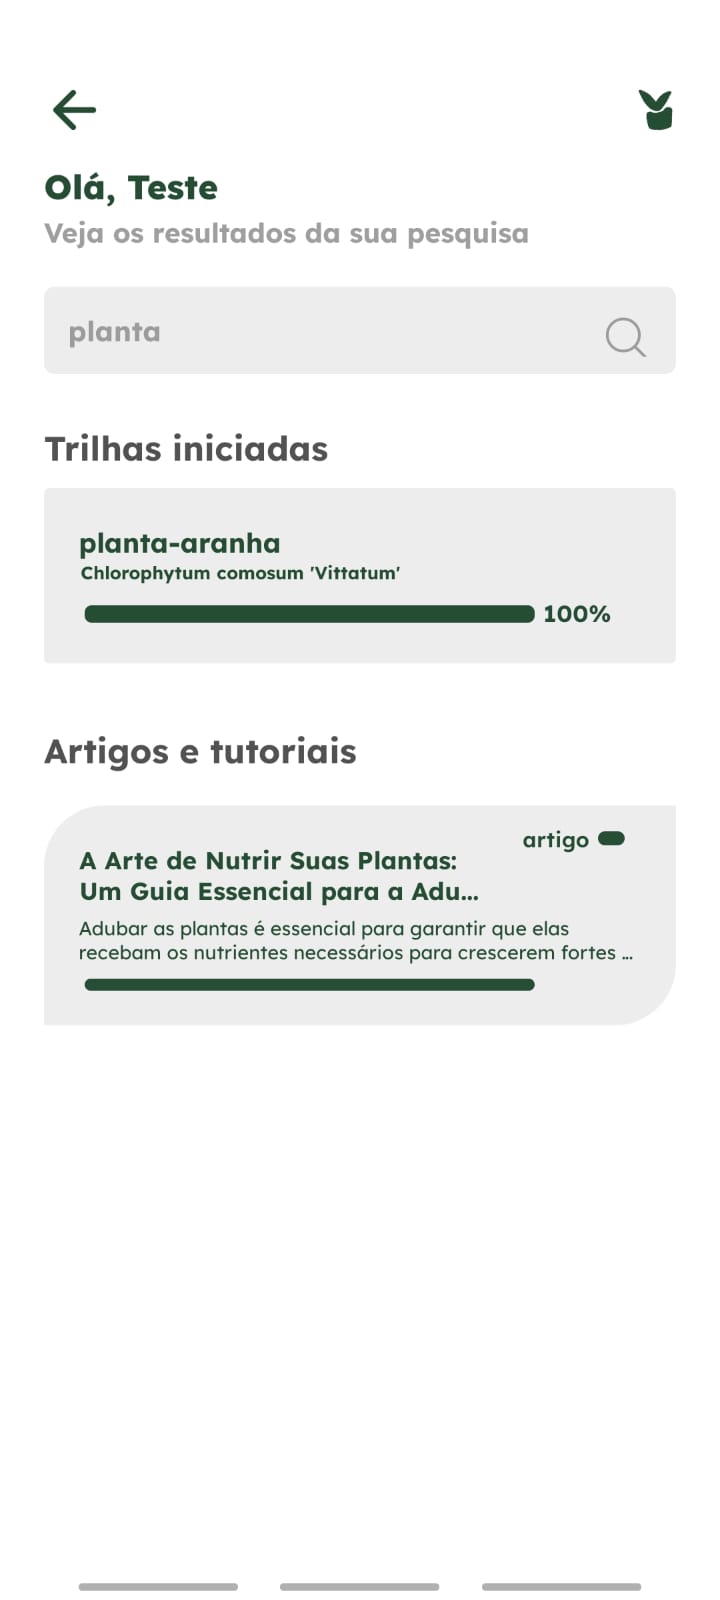 Olá, Teste
Veja os resultados da sua pesquisa
planta
Trilhas iniciadas
planta-aranha
Chlorophytum comosum 'Vittatum'
100%
Artigos e tutoriais
artigo
A Arte de Nutrir Suas Plantas:
Um Guia Essencial para a Adu...
Adubar as plantas é essencial para garantir que elas
recebam os nutrientes necessários para crescerem fortes ...